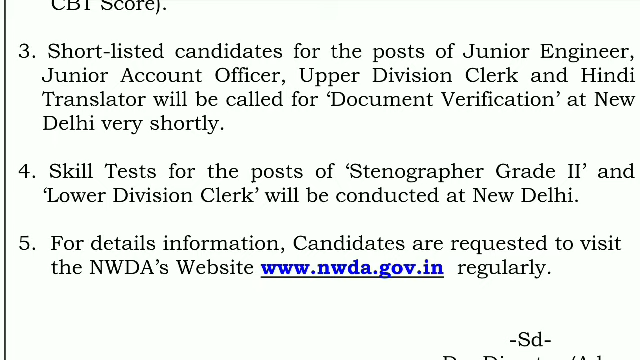 CBT Score).
3. Short-listed candidates for the posts of Junior Engineer,
Junior Account Officer, Upper Division Clerk and Hindi
Translator will be called for ‘Document Verification’ at New
Delhi very shortly.
4. Skill Tests for the posts of ‘Stenographer Grade II’ and
‘Lower Division Clerk’ will be conducted at New Delhi.
5. For details information, Candidates are requested to visit
the NWDA’s Website www.nwda.gov.in regularly.
-Sd-